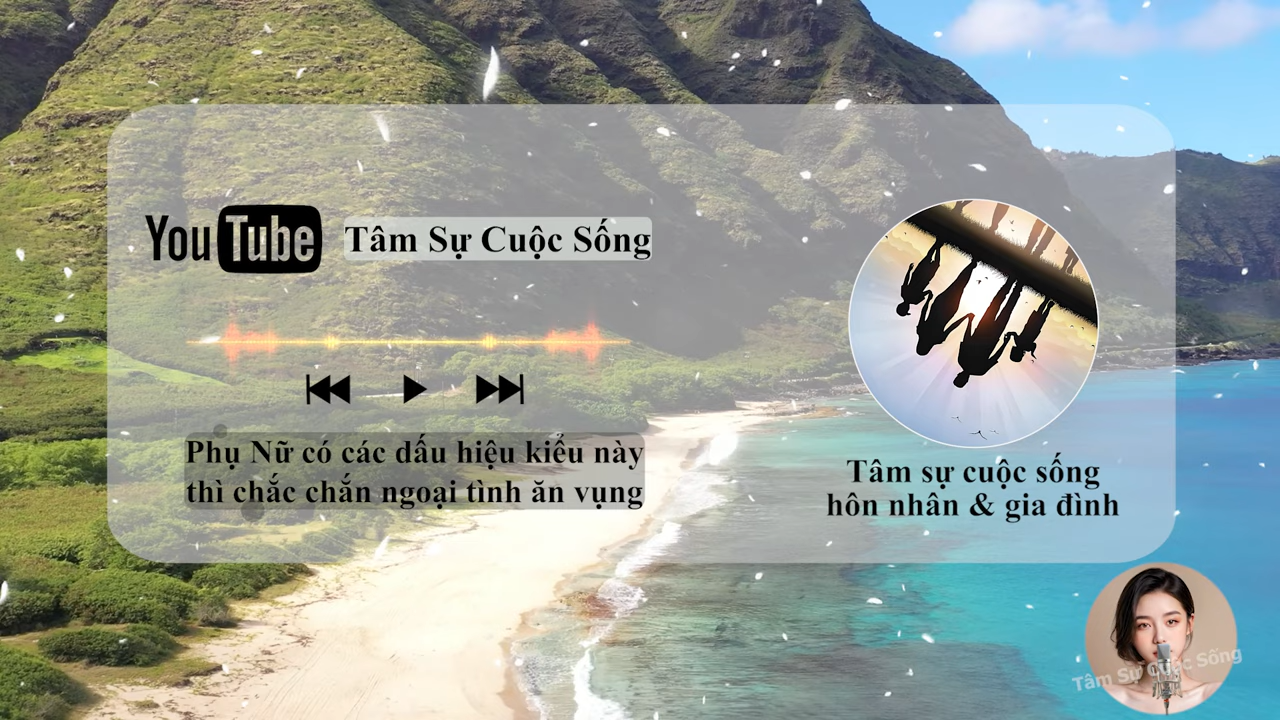 YouTube
Tâm Sự Cuộc Sống
Phụ Nữ có các dấu hiệu kiểu này
thì chắc chắn ngoại tình ăn vụng
Tâm sự cuộc sống
hôn nhân & gia đình
Tâm Sự Cuộc Sống